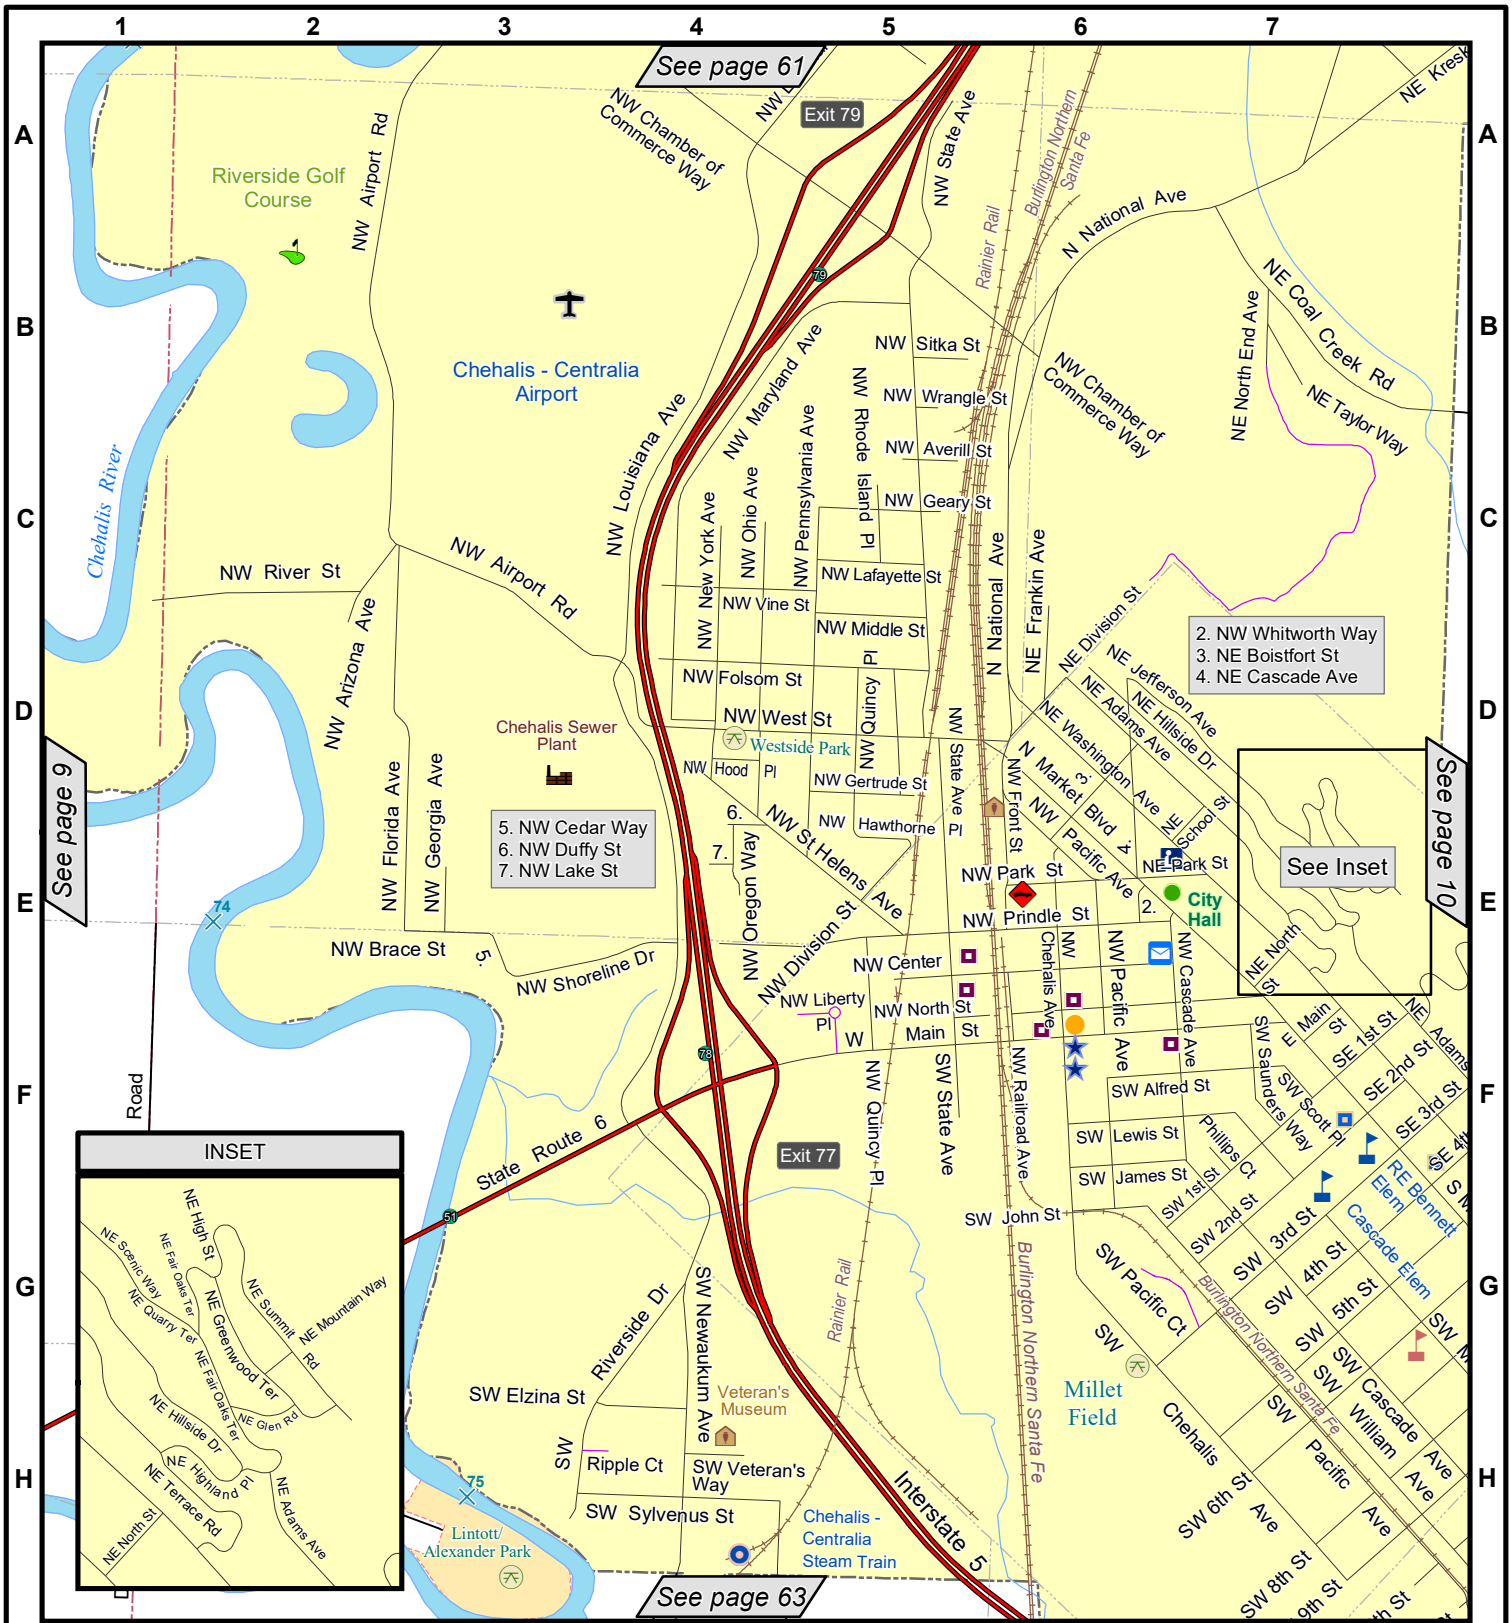 1 2 3 4 5 6 7
See page 61
A
A
Exit 79
NW Chamber of
Commerce Way
NW State Ave
Burlington Northern
Santa Fe
NE Kresk
NW Airport Rd
Riverside Golf
Course
N National Ave
Rainier Rail
79
NE Coal Creek Rd
NE North End Ave
B
B
NW Sitka St
NW Maryland Ave
Chehalis - Centralia
Airport
NW Wrangle St
NW Chamber of
Commerce Way
NE Taylor Way
NW Louisiana Ave
NW Rhode Island Pl
NW Pennsylvania Ave
NW Averill St
Chehalis River
NW Ohio Ave
NW New York Ave
NW Geary St
C
C
NW Airport Rd
NW River St
NW Lafayette St
NW Vine St
NW Middle St
N National Ave
NE Frankin Ave
NE Division St
2. NW Whitworth Way
3. NE Boistfort St
4. NE Cascade Ave
NW Arizona Ave
NW Folsom St
NW Quincy Pl
NE Jefferson Ave
NE Adams Ave
NE Hillside Dr
D
D
NW West St
Chehalis Sewer
Plant
Westside Park
NW State Ave
NE Washington Ave
N Market Blvd
3.
4.
NW Hood Pl
NW Gertrude St
NW Front St
NE School St
See page 9
See page 10
NW Florida Ave
NW Georgia Ave
5. NW Cedar Way
6. NW Duffy St
7. NW Lake St
6.
7.
NW St Helens Ave
NW Hawthorne Pl
NW Pacific Ave
NE Park St
See Inset
NW Park St
E
E
74
NW Oregon Way
NW Division St
NW Prindle St
2.
City
Hall
NW Brace St
5.
NW Shoreline Dr
NW Center
NW Chehalis Ave
NW Pacific Ave
NW Cascade Ave
NE North St
NW Liberty Pl
NW North St
W Main St
E Main St
NE Adams
SE 1st St
SE 2nd St
SE 3rd St
SE 4th
78
F
F
Road
NW Quincy Pl
SW State Ave
NW Railroad Ave
SW Alfred St
SW Saunders Way
SW Scott Pl
SW Lewis St
Phillips Ct
Exit 77
State Route 6
51
SW James St
SW 1st St
SW 2nd St
SW 3rd St
SW 4th St
SW 5th St
RE Bennett
Elem
Cascade Elem
S M
SW John St
G
G
INSET
NE High St
NE Scenic Way
NE Fair Oaks Ter
NE Quarry Ter
NE Greenwood Ter
NE Summit Rd
NE Mountain Way
NE Fair Oaks Ter
NE Glen Rd
NE Hillside Dr
NE Highland Pl
NE Terrace Rd
NE Adams Ave
NE North St
Riverside Dr
SW Newaukum Ave
Rainier Rail
Burlington Northern Santa Fe
SW Pacific Ct
Burlington Northern Santa Fe
SW M
SW Elzina St
Veteran's
Museum
Millet
Field
SW Chehalis Ave
SW Cascade Ave
SW William Ave
SW Pacific Ave
H
H
SW
Ripple Ct
SW Veteran's
Way
75
SW Sylvenus St
Interstate 5
SW 6th St
SW 8th St
9th St
th St
Lintott/
Alexander Park
Chehalis -
Centralia
Steam Train
See page 63